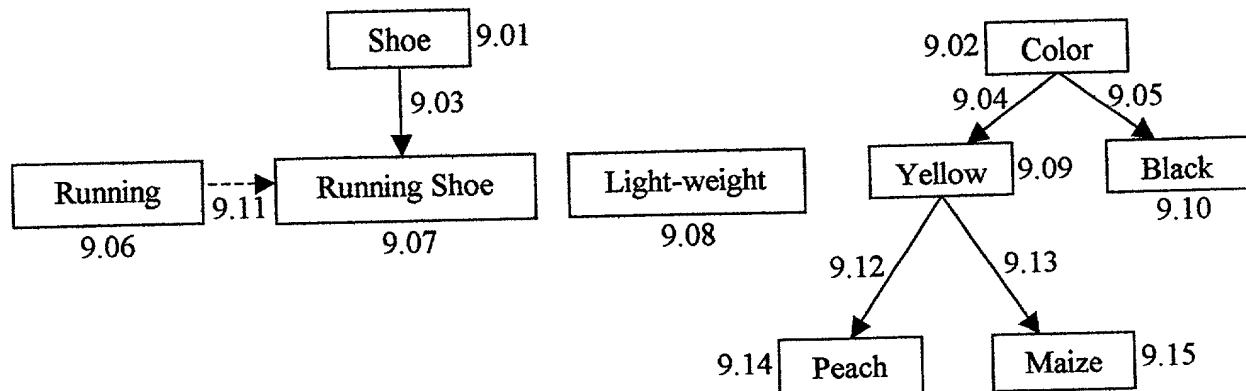 Shoe 9.01
9.02 Color
9.03
9.04 9.05
Running Running Shoe Light-weight Yellow 9.09 Black
9.11
9.06 9.07 9.08 9.10
9.12 9.13
9.14 Peach Maize 9.15